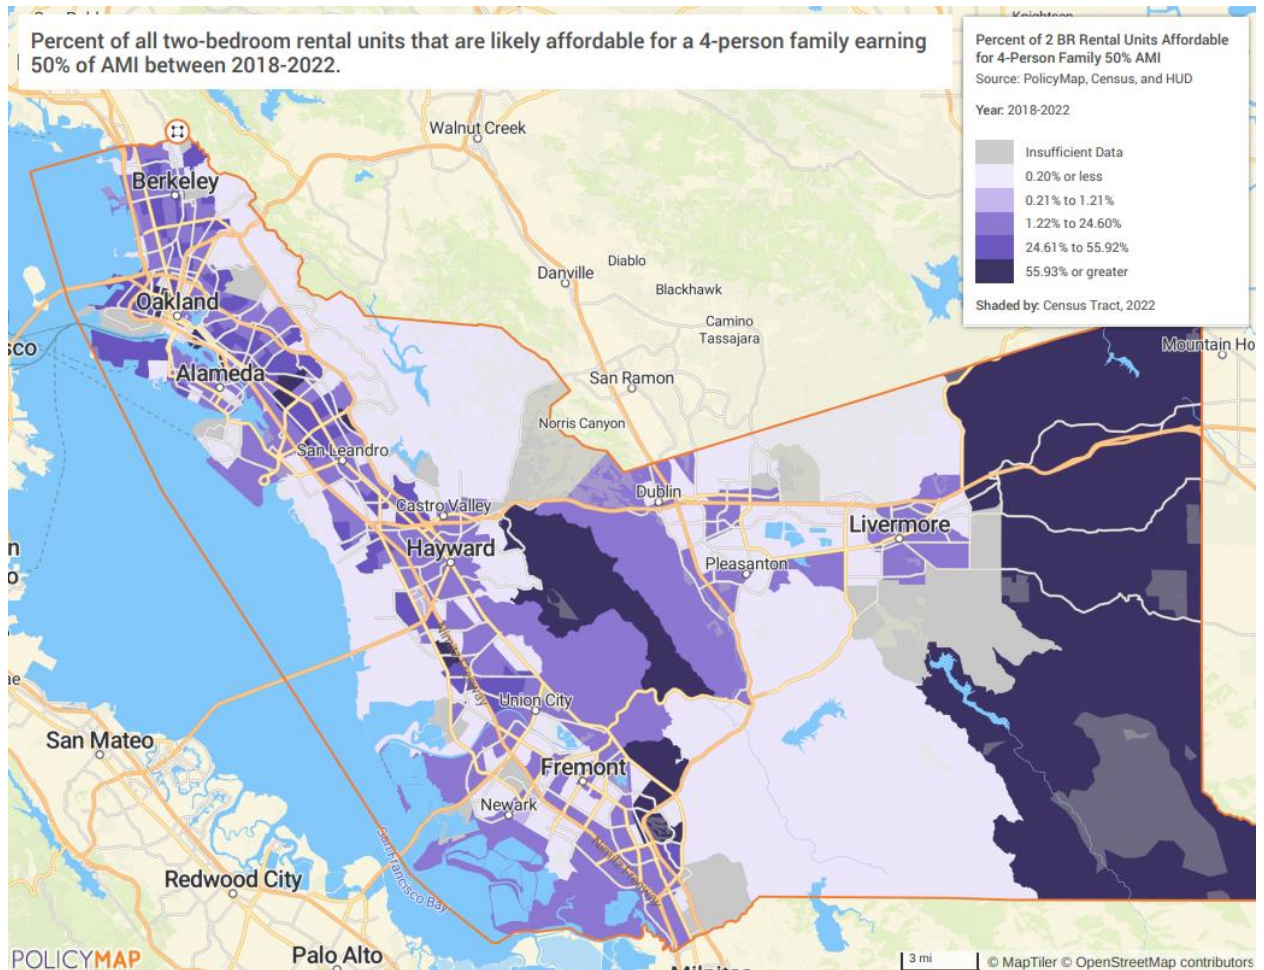 Percent of all two-bedroom rental units that are likely affordable for a 4-person family earning
50% of AMI between 2018-2022.
Percent of 2 BR Rental Units Affordable
for 4-Person Family 50% AMI
Source: PolicyMap, Census, and HUD
Year: 2018-2022
Insufficient Data
0.20% or less
0.21% to 1.21%
1.22% to 24.60%
24.61% to 55.92%
55.93% or greater
Shaded by: Census Tract, 2022
Walnut Creek
Berkeley
Danville
Diablo
Blackhawk
Oakland
Camino
Tassajara
sco
Mountain Ho
Alameda
San Ramon
Norris Canyon
San Leandro
Dublin
Castro Valley
Livermore
Hayward
Pleasanton
Nimitz Freeway
Union City
San Mateo
Fremont
Newark
San Francisco Bay
Nimitz Freeway
Redwood City
Palo Alto
POLICYMAP
3 mi
© MapTiler © OpenStreetMap contributors